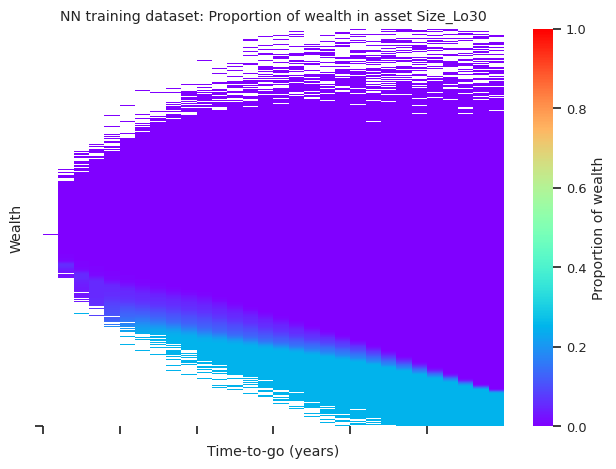 NN training dataset: Proportion of wealth in asset Size_Lo30
Wealth
Time-to-go (years)
1.0
0.8
0.6
0.4
0.2
0.0
Proportion of wealth